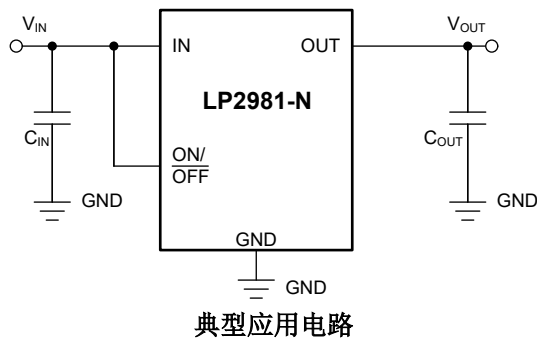 VIN
VOUT
IN
OUT
LP2981-N
CIN
COUT
ON/
OFF
GND
GND
GND
GND
典型应用电路